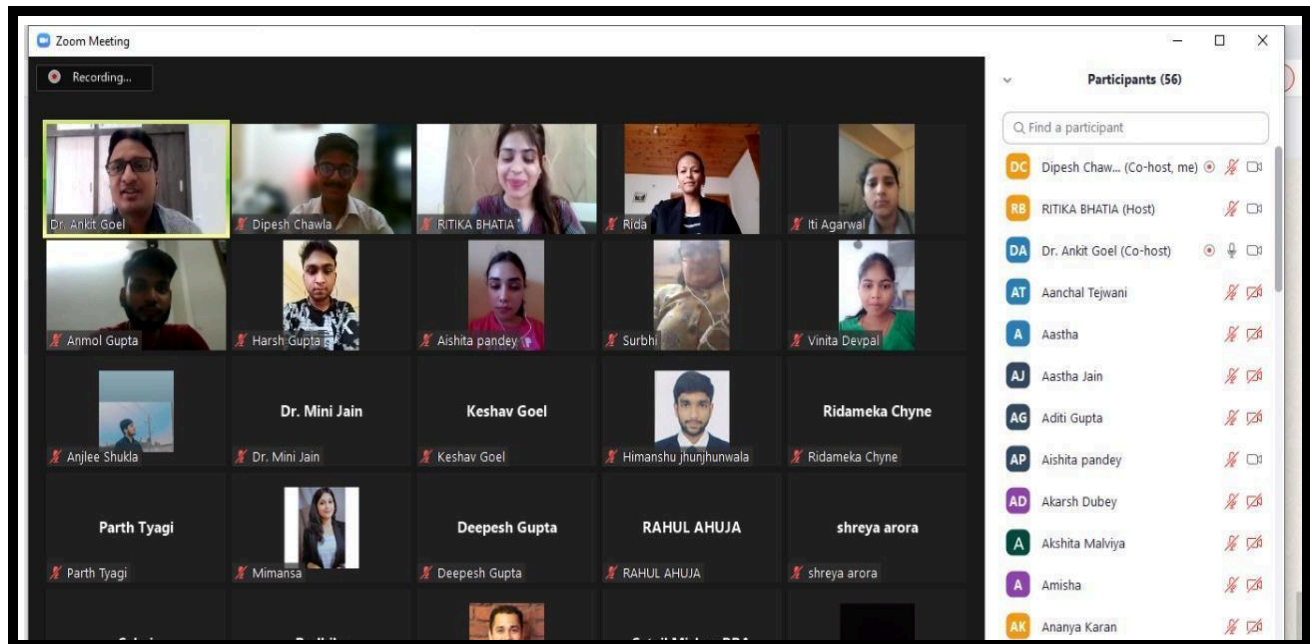 Zoom Meeting
Recording...
Dr. Ankit Goel
Dipesh Chawla
RITIKA BHATIA
Rida
Iti Agarwal
Anmol Gupta
Harsh Gupta
Aishita pandey
Surbhi
Vinita Devpal
Dr. Mini Jain
Keshav Goel
Ridameka Chyne
Anjlee Shukla
Dr. Mini Jain
Keshav Goel
Himanshu jhunjhunwala
Ridameka Chyne
Parth Tyagi
Deepesh Gupta
RAHUL AHUJA
shreya arora
Parth Tyagi
Mimansa
Deepesh Gupta
RAHUL AHUJA
shreya arora
Participants (56)
Find a participant
DC Dipesh Chaw... (Co-host, me)
RB RITIKA BHATIA (Host)
DA Dr. Ankit Goel (Co-host)
AT Aanchal Tejwani
A Aastha
AJ Aastha Jain
AG Aditi Gupta
AP Aishita pandey
AD Akarsh Dubey
A Akshita Malviya
A Amisha
AK Ananya Karan